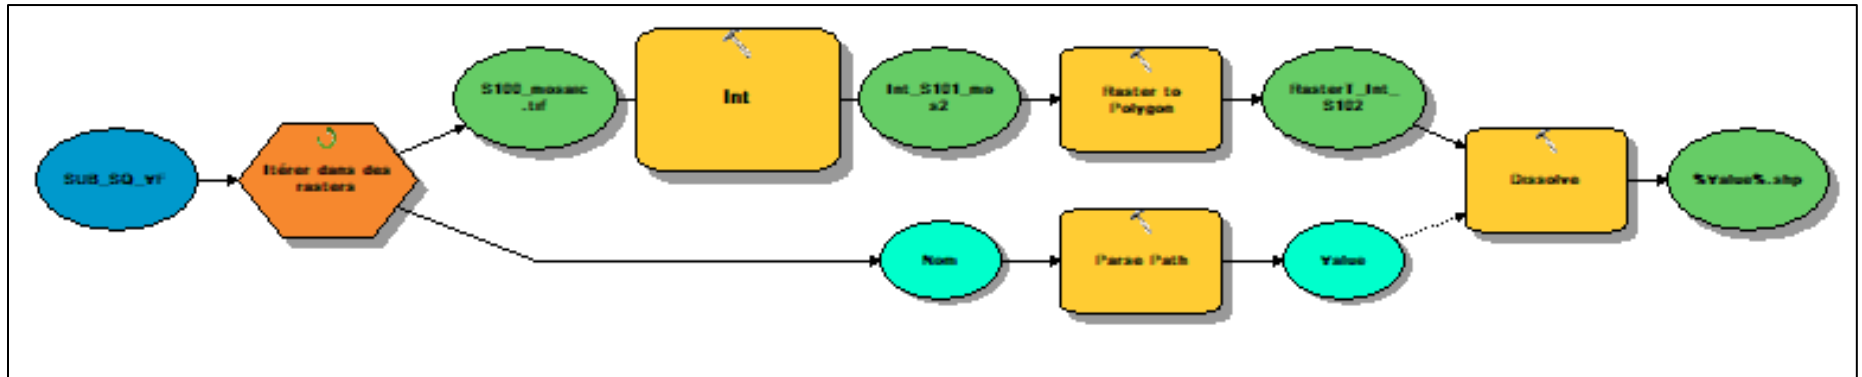 SUB_SQ_VF
Itérer dans des
rasters
S100_mosaic
.tif
Int
Int_S101_mo
s2
Raster to
Polygon
RasterT_Int_
S102
Nom
Parse Path
Value
Dissolve
%Value%.shp